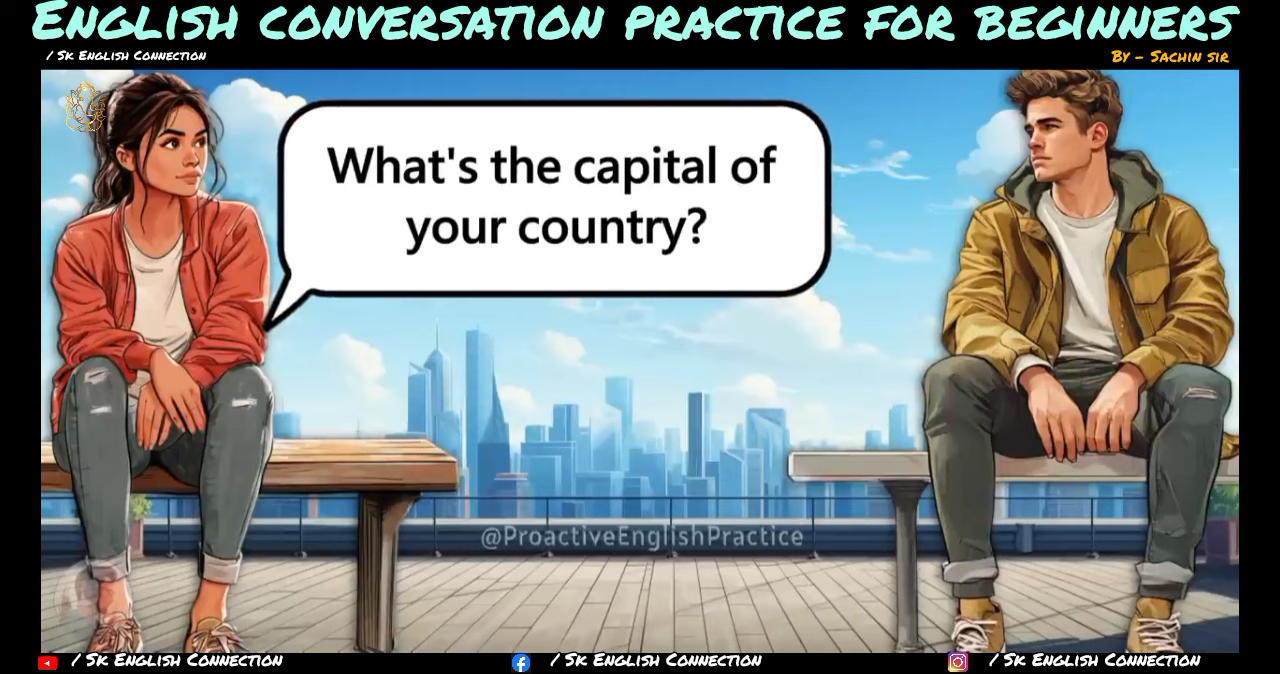 English conversation practice for beginners
/ Sk English Connection
By - Sachin sir
What's the capital of
your country?
@ProactiveEnglishPractice
/ Sk English Connection
/ Sk English Connection
/ Sk English Connection